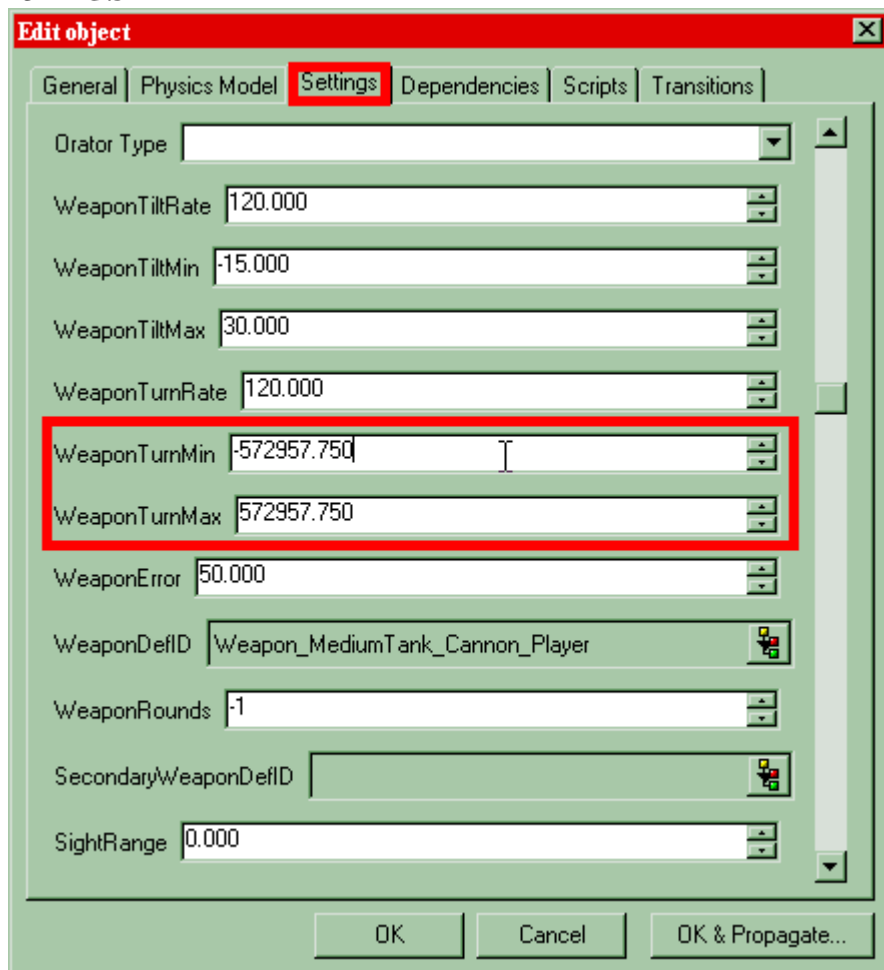 Edit object
General Physics Model Settings Dependencies Scripts Transitions
Orator Type
WeaponTiltRate 120.000
WeaponTiltMin -15.000
WeaponTiltMax 30.000
WeaponTurnRate 120.000
WeaponTurnMin -572957.750
WeaponTurnMax 572957.750
WeaponError 50.000
WeaponDefID Weapon_MediumTank_Cannon_Player
WeaponRounds -1
SecondaryWeaponDefID
SightRange 0.000
OK Cancel OK & Propagate...